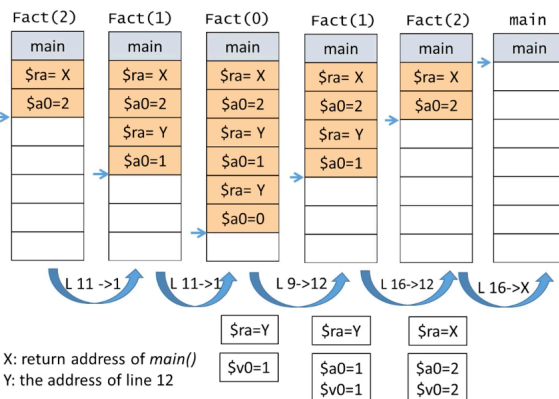 Fact(2) Fact(1) Fact(0) Fact(1) Fact(2) main
main main main main main main
$ra= X $ra= X $ra= X $ra= X $ra= X
$a0=2 $a0=2 $a0=2 $a0=2 $a0=2
$ra= Y $ra= Y $ra= Y
$a0=1 $a0=1 $a0=1
$ra= Y
$a0=0
L 11 ->1 L 11->1 L 9->12 L 16->12 L 16->X
$ra=Y $ra=Y $ra=X
X: return address of main()
Y: the address of line 12
$v0=1 $a0=1 $a0=2
$v0=1 $v0=2